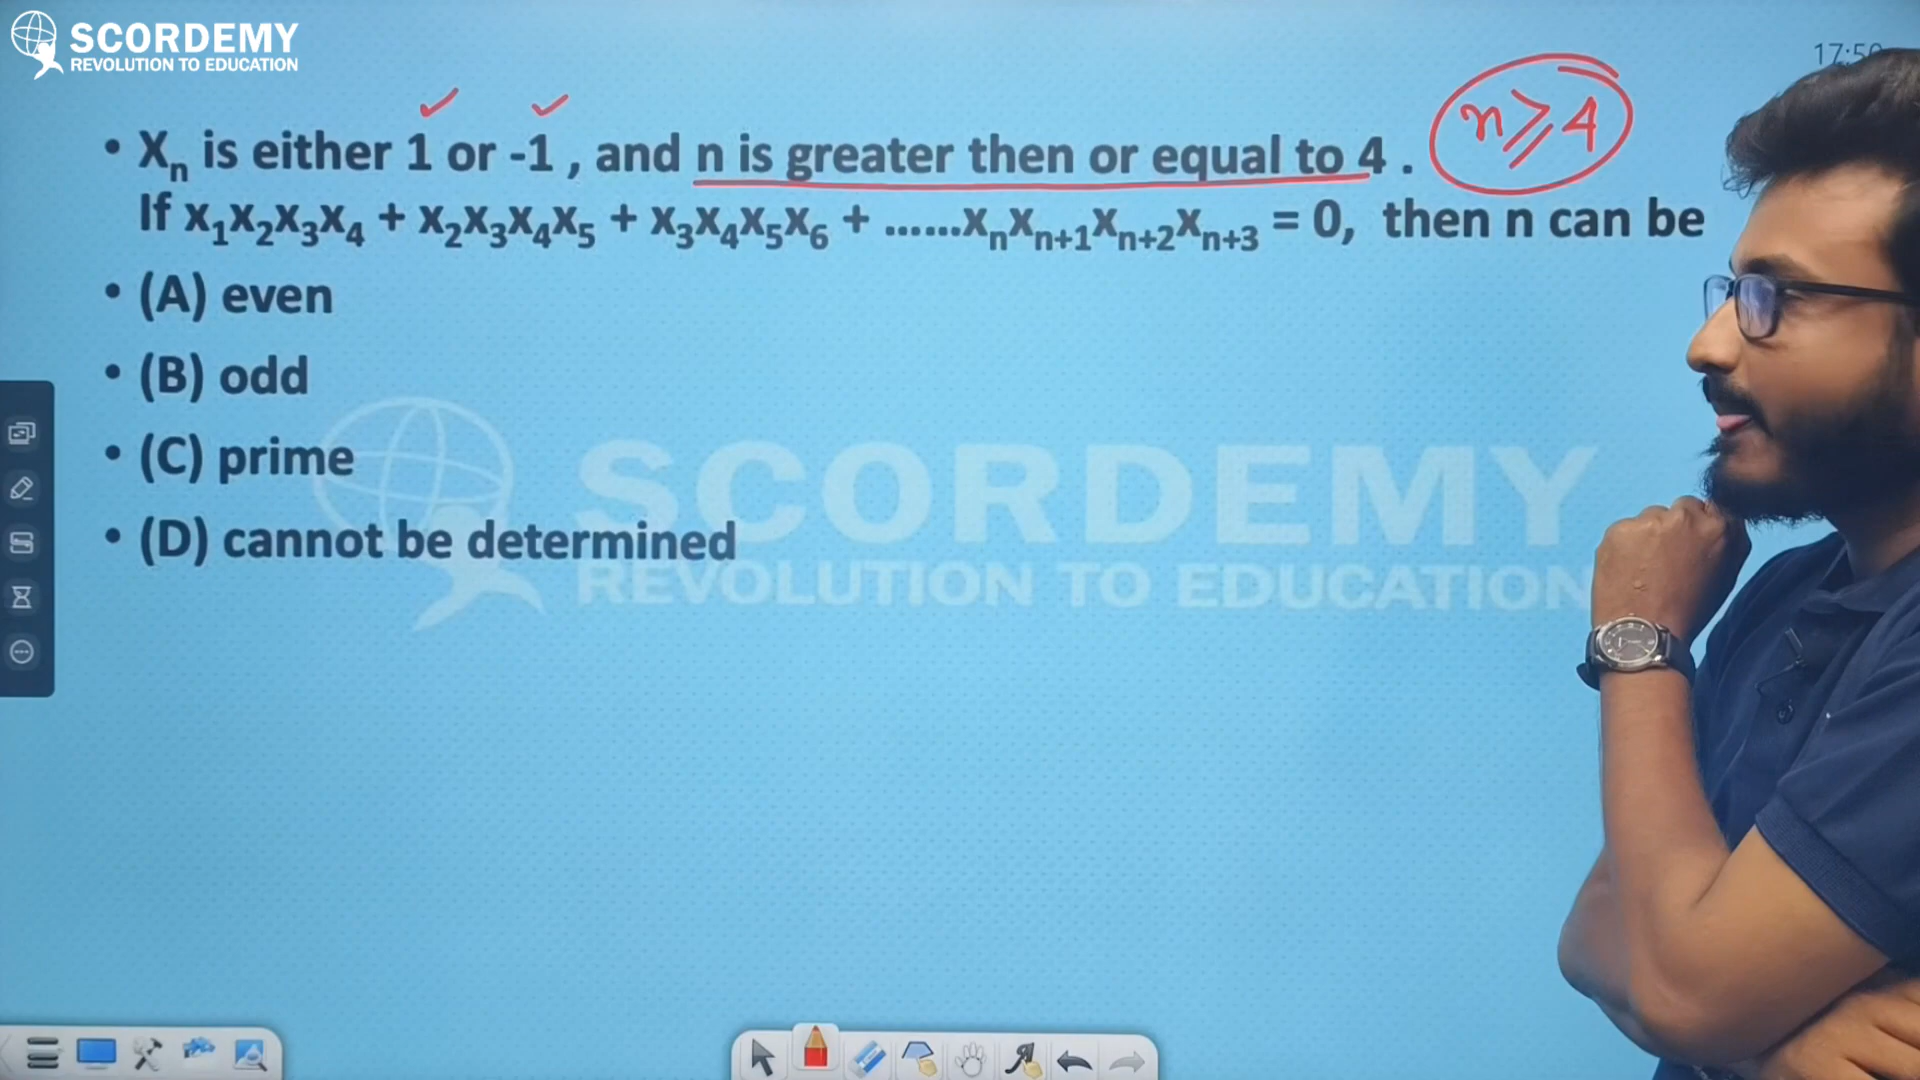 SCORDEMY
REVOLUTION TO EDUCATION
17:50
• Xₙ is either 1 or -1 , and n is greater then or equal to 4 .
n ≥ 4
If x₁x₂x₃x₄ + x₂x₃x₄x₅ + x₃x₄x₅x₆ + ......xₙxₙ₊₁xₙ₊₂xₙ₊₃ = 0, then n can be
• (A) even
• (B) odd
• (C) prime
• (D) cannot be determined
SCORDEMY
REVOLUTION TO EDUCATION